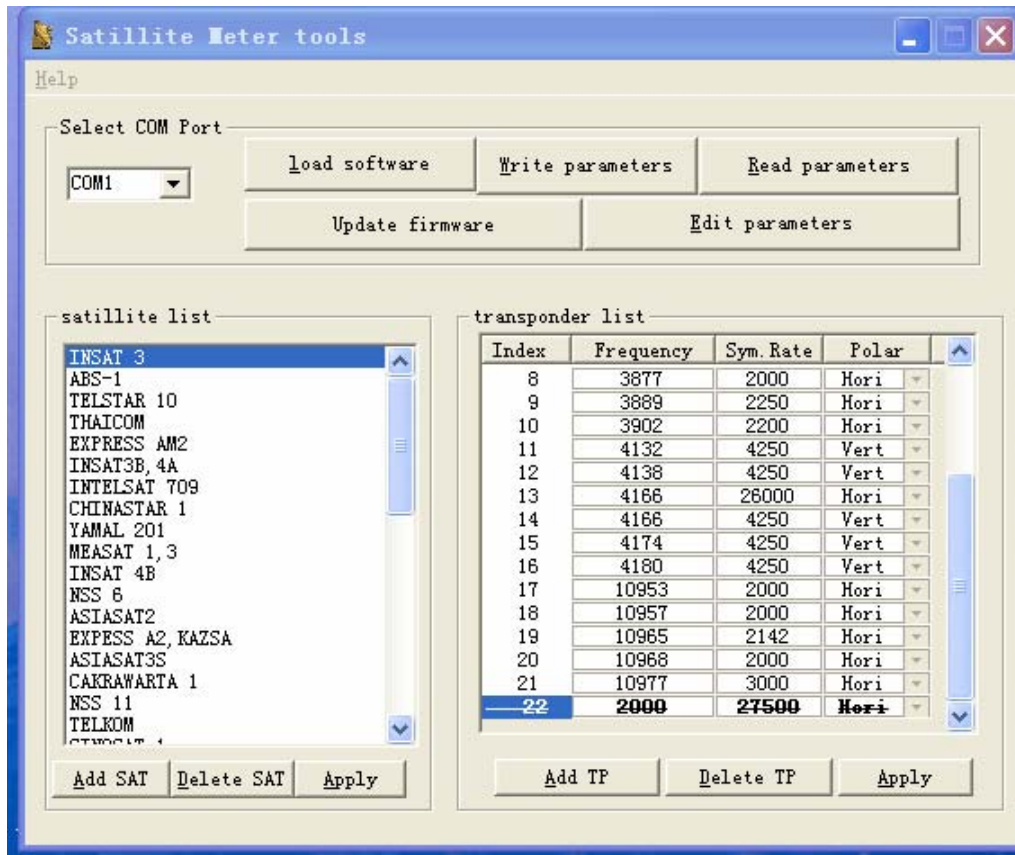 Satillite Meter tools
Help
Select COM Port
COM1
load software
Write parameters
Read parameters
Update firmware
Edit parameters
satillite list
INSAT 3
ABS-1
TELSTAR 10
THAICOM
EXPRESS AM2
INSAT3B,4A
INTELSAT 709
CHINASTAR 1
YAMAL 201
MEASAT 1,3
INSAT 4B
NSS 6
ASIASAT2
EXPESS A2,KAZSA
ASIASAT3S
CAKRAWARTA 1
NSS 11
TELKOM
Add SAT
Delete SAT
Apply
transponder list
Index Frequency Sym.Rate Polar
8 3877 2000 Hori
9 3889 2250 Hori
10 3902 2200 Hori
11 4132 4250 Vert
12 4138 4250 Vert
13 4166 26000 Hori
14 4166 4250 Vert
15 4174 4250 Vert
16 4180 4250 Vert
17 10953 2000 Hori
18 10957 2000 Hori
19 10965 2142 Hori
20 10968 2000 Hori
21 10977 3000 Hori
22 2000 27500 Hori
Add TP
Delete TP
Apply